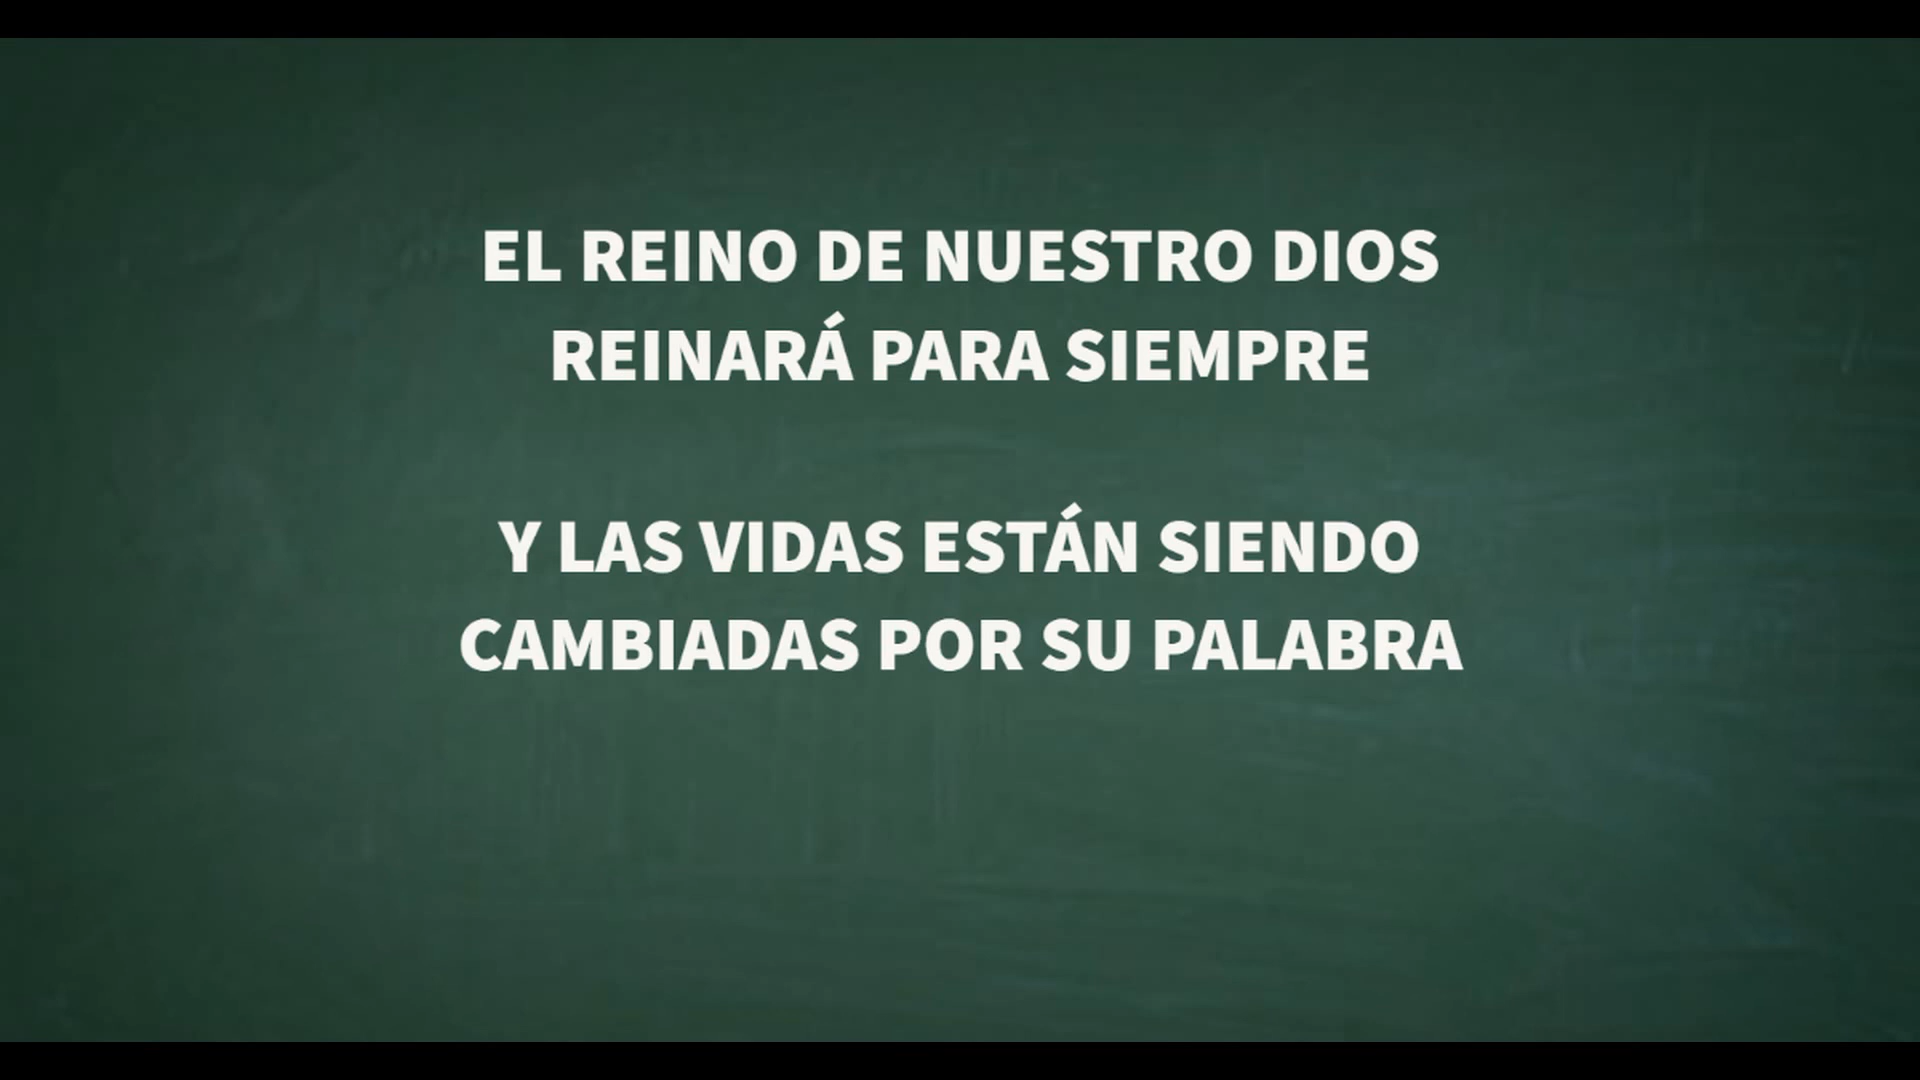 EL REINO DE NUESTRO DIOS
REINARÁ PARA SIEMPRE
Y LAS VIDAS ESTÁN SIENDO
CAMBIADAS POR SU PALABRA